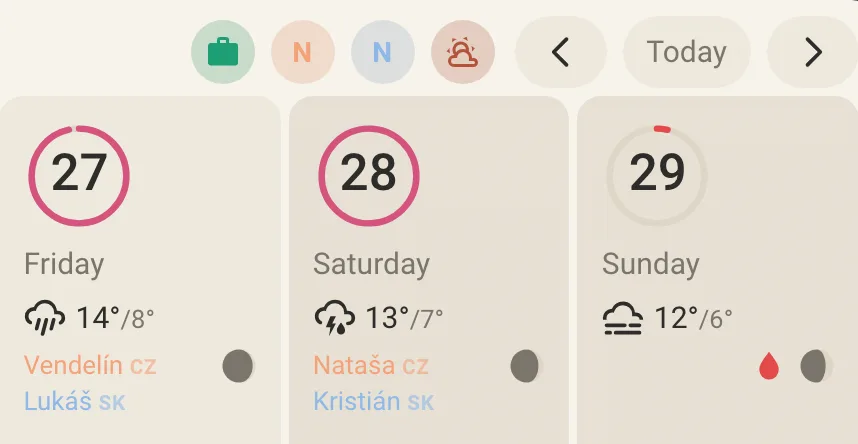 N N Today
27 28 29
Friday Saturday Sunday
14°/8° 13°/7° 12°/6°
Vendelín CZ Nataša CZ
Lukáš SK Kristián SK